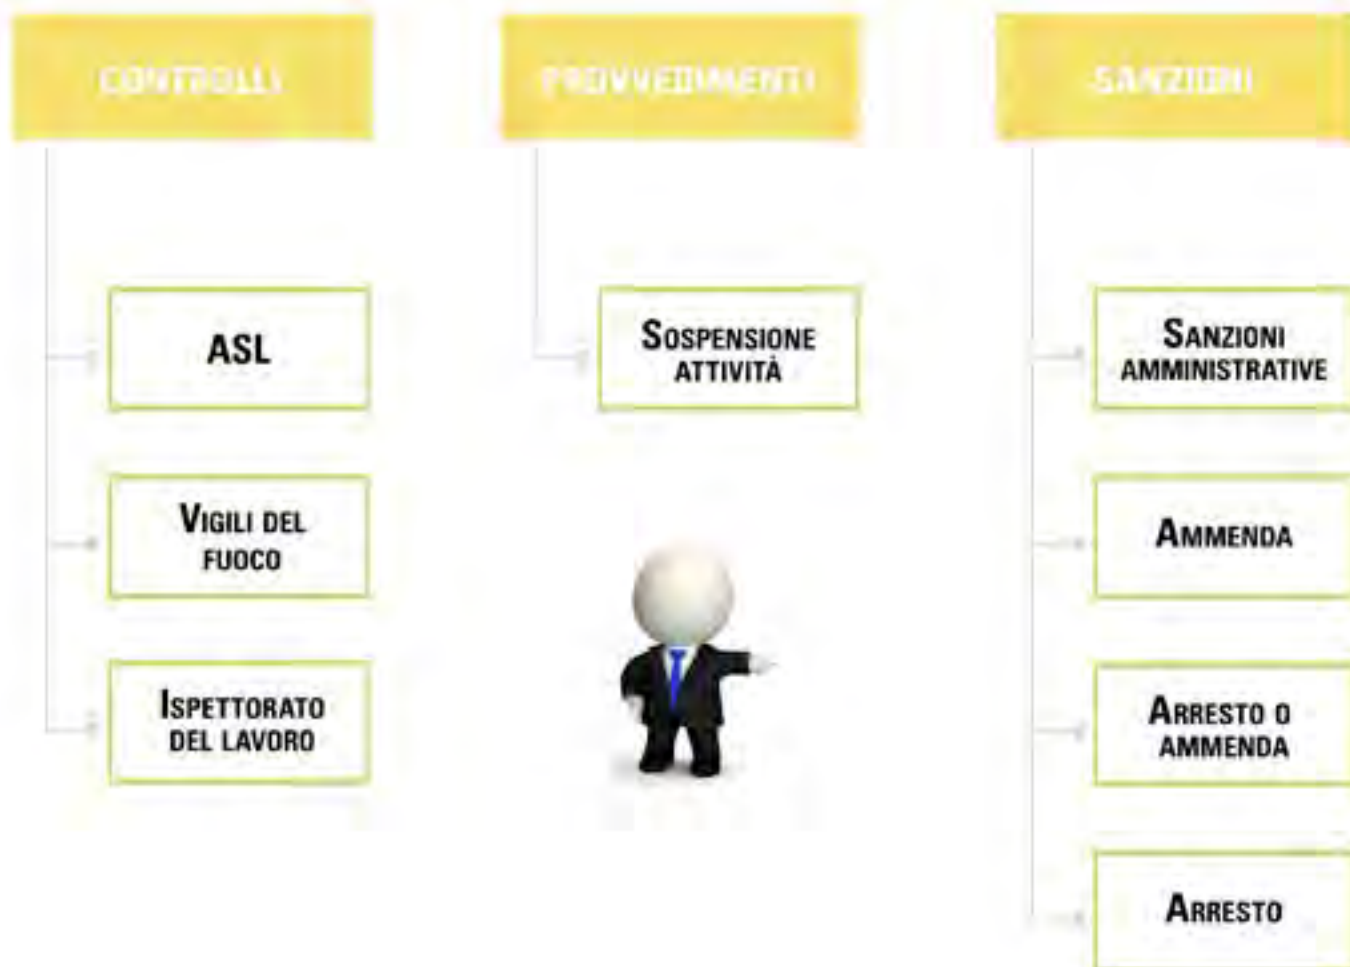 CONTROLLI
PROVVEDIMENTI
SANZIONI
ASL
VIGILI DEL
FUOCO
ISPETTORATO
DEL LAVORO
SOSPENSIONE
ATTIVITÀ
SANZIONI
AMMINISTRATIVE
AMMENDA
ARRESTO O
AMMENDA
ARRESTO